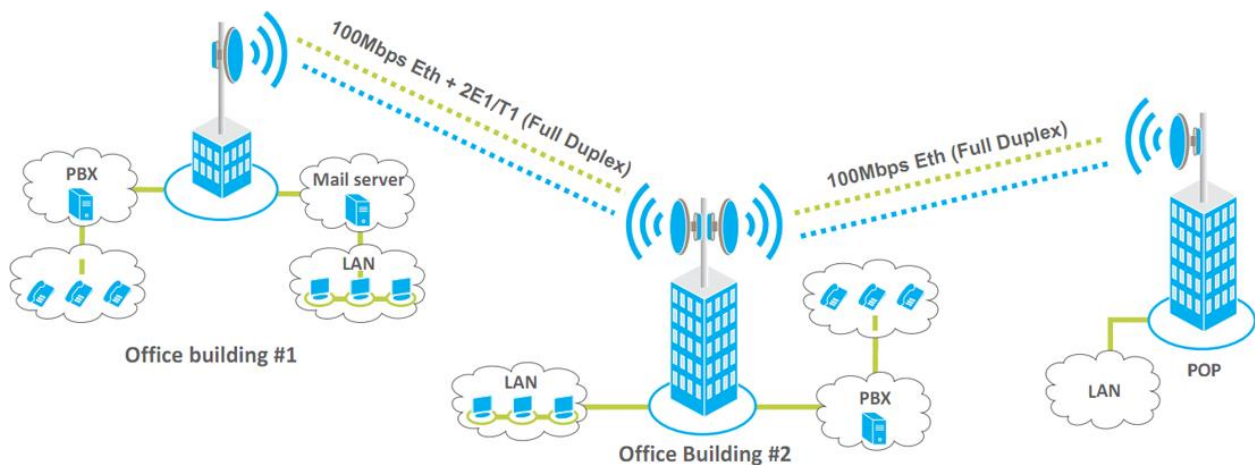 100Mbps Eth + 2E1/T1 (Full Duplex)
100Mbps Eth (Full Duplex)
PBX
Mail server
LAN
Office building #1
LAN
PBX
Office Building #2
LAN
POP